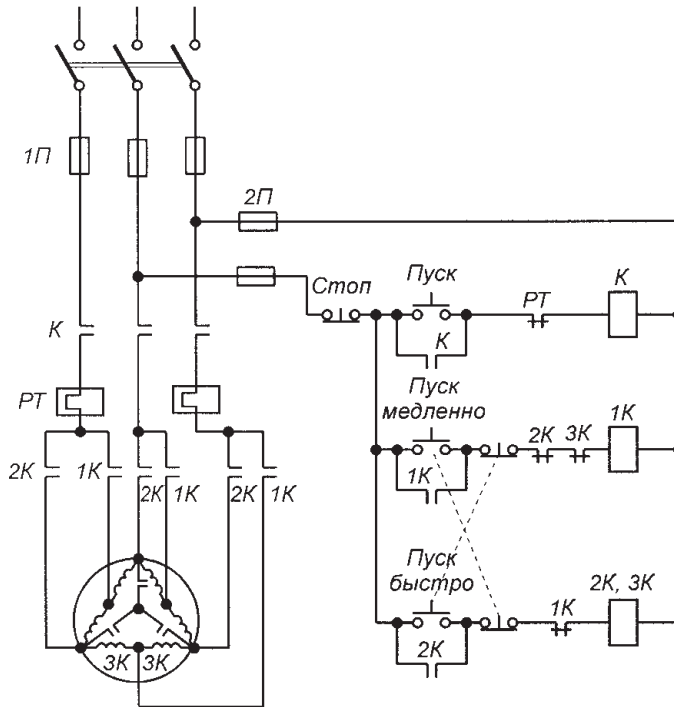 1П
2П
Стоп
Пуск
РТ
К
К
К
РТ
Пуск
медленно
2К
3К
1К
1К
2К
1К
2К
1К
2К
1К
Пуск
быстро
1К
2К, 3К
2К
3К
3К